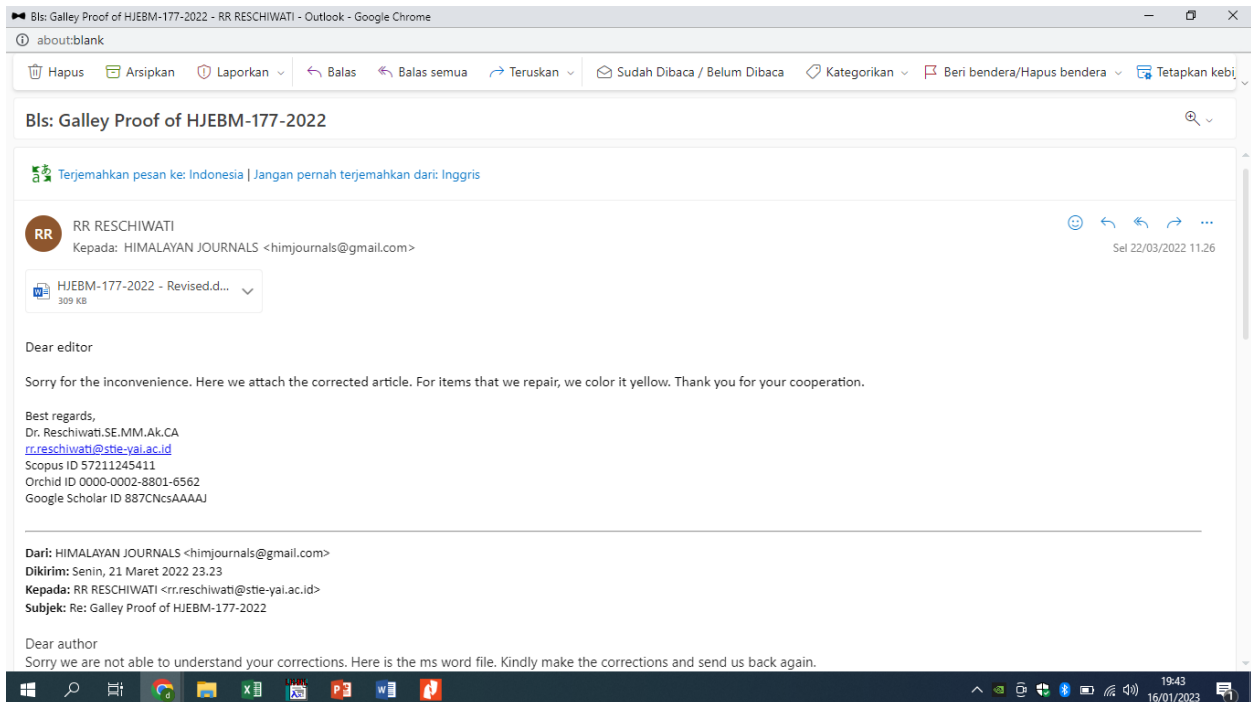 Bls: Galley Proof of HJEBM-177-2022 - RR RESCHIWATI - Outlook - Google Chrome
about:blank
Hapus Arsipkan Laporkan Balas Balas semua Teruskan Sudah Dibaca / Belum Dibaca Kategorikan Beri bendera/Hapus bendera Tetapkan kebij
Bls: Galley Proof of HJEBM-177-2022
Terjemahkan pesan ke: Indonesia | Jangan pernah terjemahkan dari: Inggris
RR
RR RESCHIWATI
Kepada: HIMALAYAN JOURNALS <himjournals@gmail.com>
Sel 22/03/2022 11.26
HJEBM-177-2022 - Revised.d...
309 KB
Dear editor
Sorry for the inconvenience. Here we attach the corrected article. For items that we repair, we color it yellow. Thank you for your cooperation.
Best regards,
Dr. Reschiwati.SE.MM.Ak.CA
rr.reschiwati@stie-yai.ac.id
Scopus ID 57211245411
Orchid ID 0000-0002-8801-6562
Google Scholar ID 887CNcsAAAAJ
Dari: HIMALAYAN JOURNALS <himjournals@gmail.com>
Dikirim: Senin, 21 Maret 2022 23.23
Kepada: RR RESCHIWATI <rr.reschiwati@stie-yai.ac.id>
Subjek: Re: Galley Proof of HJEBM-177-2022
Dear author
Sorry we are not able to understand your corrections. Here is the ms word file. Kindly make the corrections and send us back again.
19:43
16/01/2023